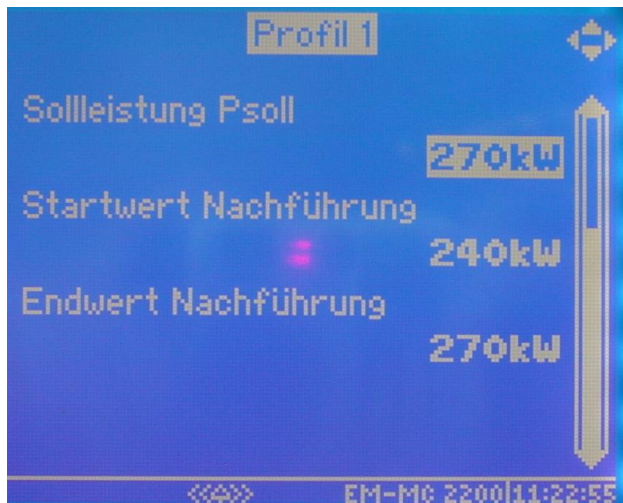 Profil 1
Sollleistung Psoll
270kW
Startwert Nachführung
240kW
Endwert Nachführung
270kW
EM-MC 2200 11:22:55